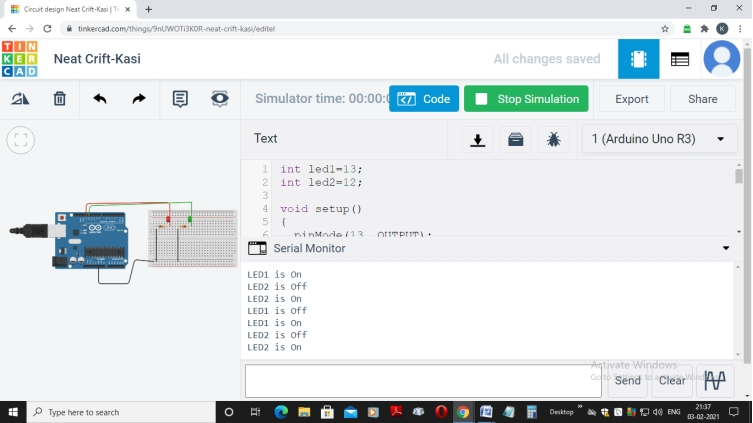 Circuit design Neat Crift-Kasi | Ti
tinkercad.com/things/9nUWOTi3K0R-neat-crift-kasi/editel
K
TIN
KER
CAD
Neat Crift-Kasi
All changes saved
Simulator time: 00:00:0
Code
Stop Simulation
Export
Share
Text
1 (Arduino Uno R3)
1 int led1=13;
2 int led2=12;
3
4 void setup()
5 {
6 pinMode(13, OUTPUT);
Serial Monitor
LED1 is On
LED2 is Off
LED2 is On
LED1 is Off
LED1 is On
LED2 is Off
LED2 is On
Activate Windows
Go to Settings to activate Windows.
Send
Clear
Type here to search
Desktop
ENG
21:37
03-02-2021